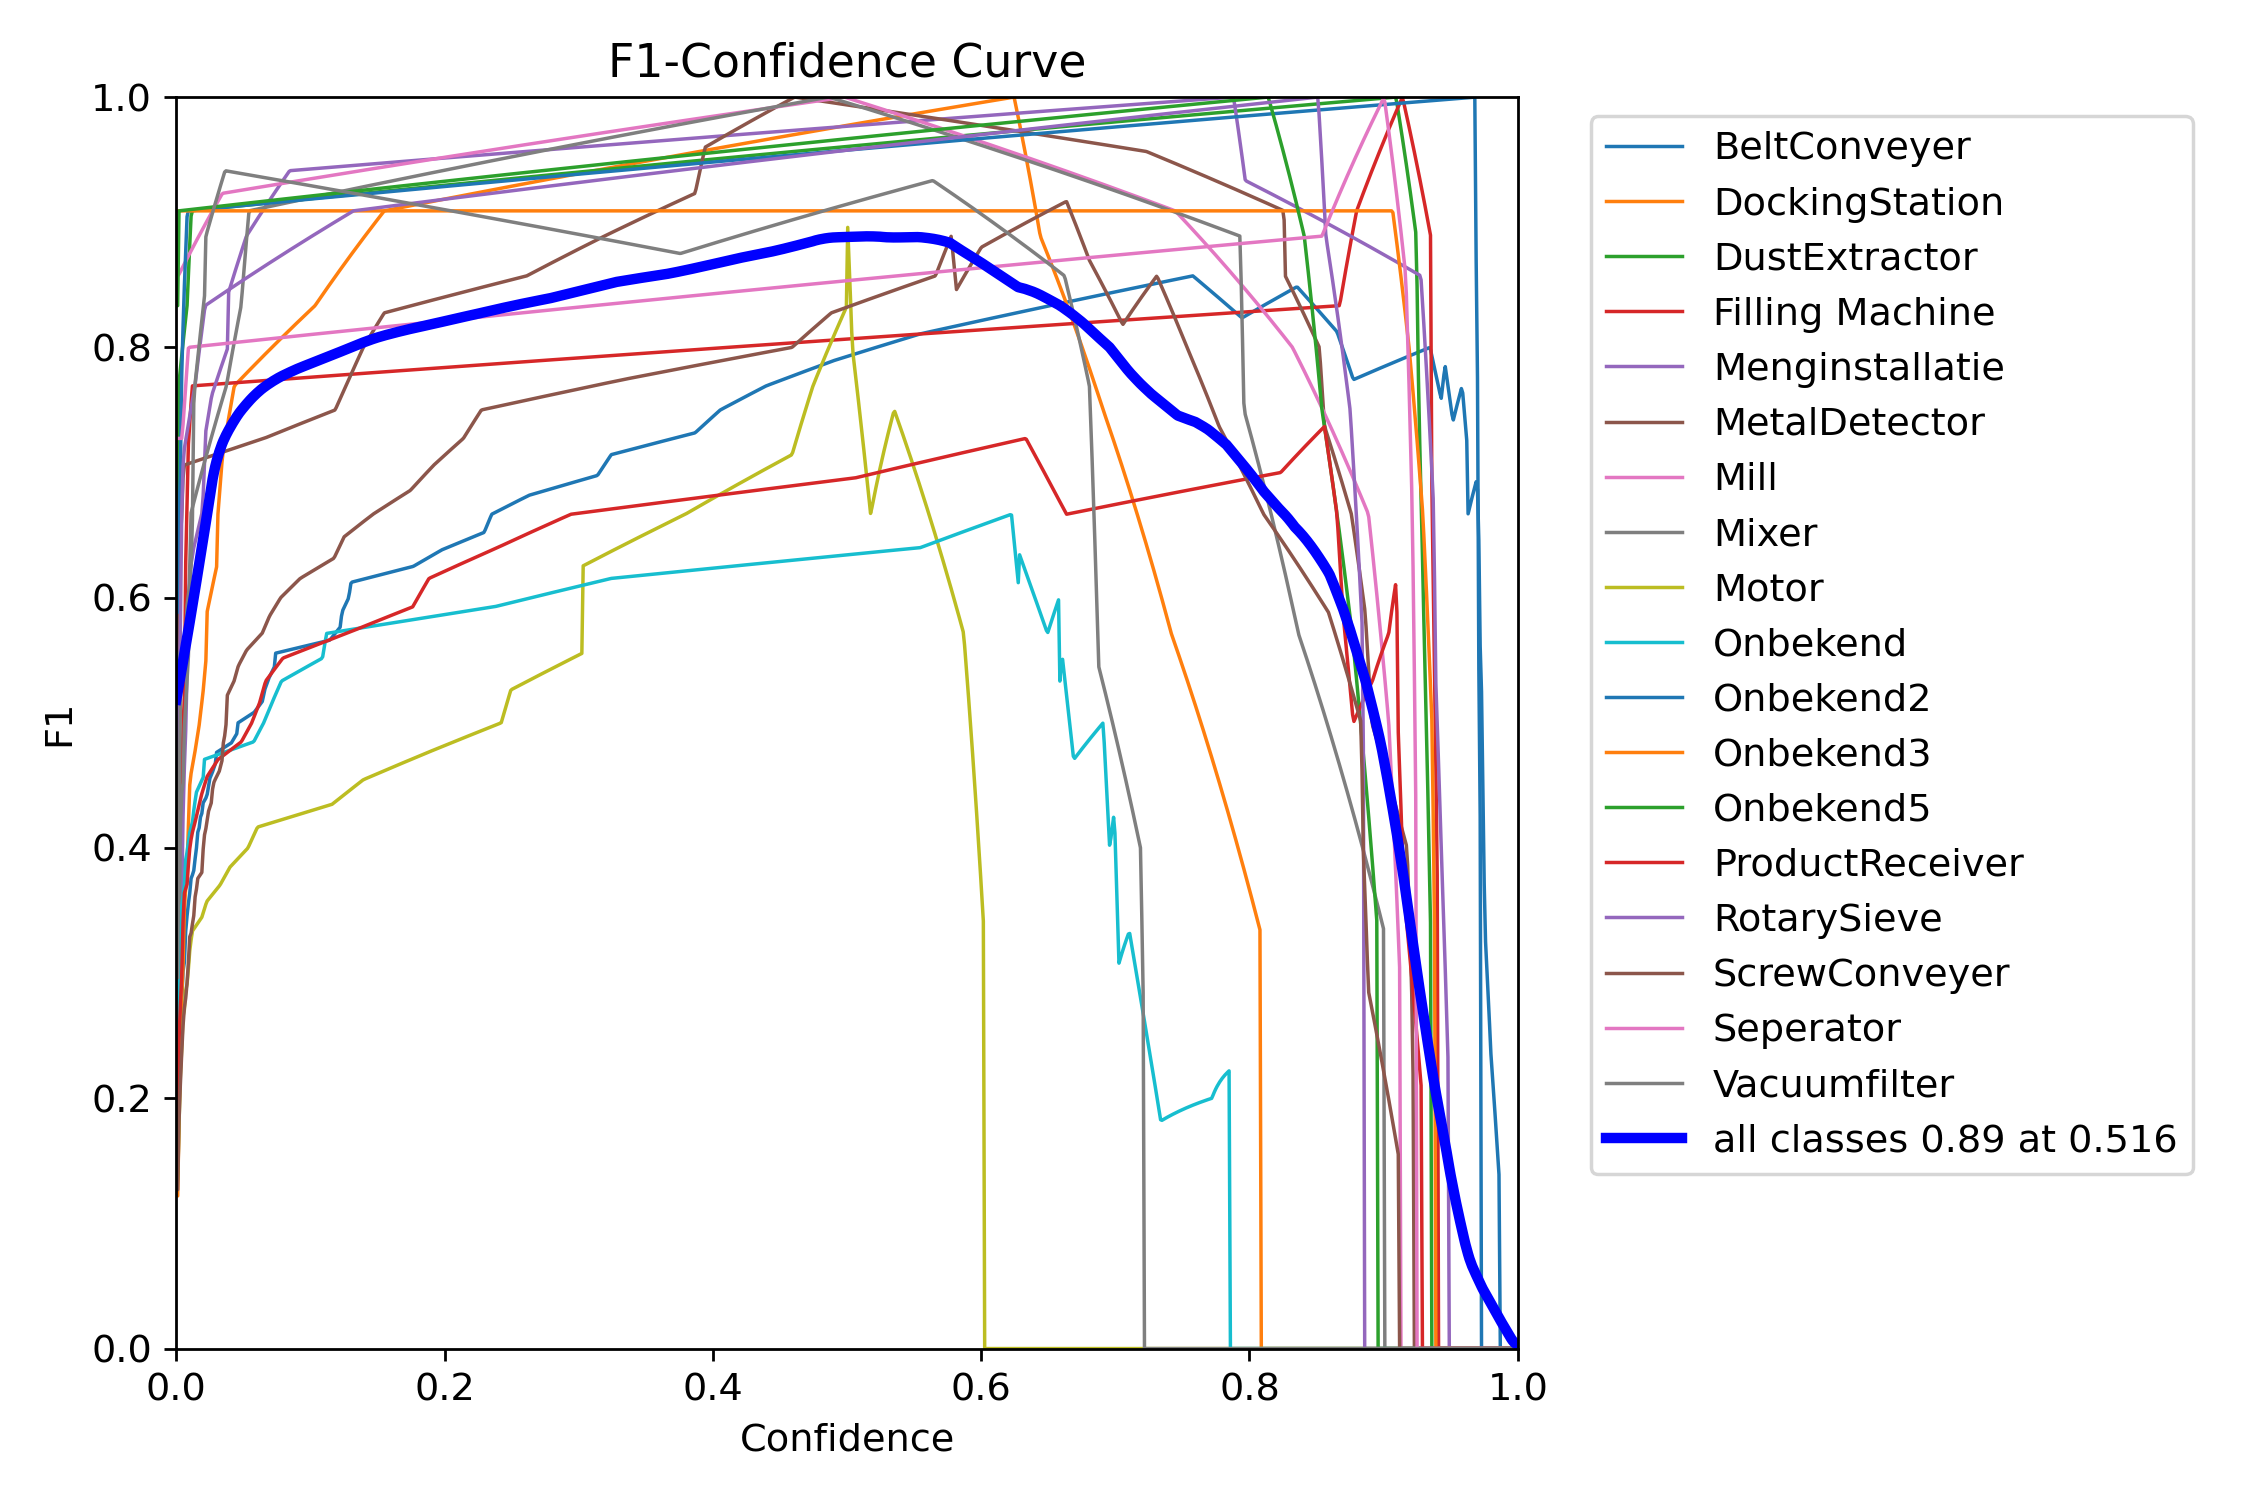 F1-Confidence Curve
1.0
0.8
0.6
0.4
0.2
0.0
F1
0.0 0.2 0.4 0.6 0.8 1.0
Confidence
BeltConveyer
DockingStation
DustExtractor
Filling Machine
Menginstallatie
MetalDetector
Mill
Mixer
Motor
Onbekend
Onbekend2
Onbekend3
Onbekend5
ProductReceiver
RotarySieve
ScrewConveyer
Seperator
Vacuumfilter
all classes 0.89 at 0.516